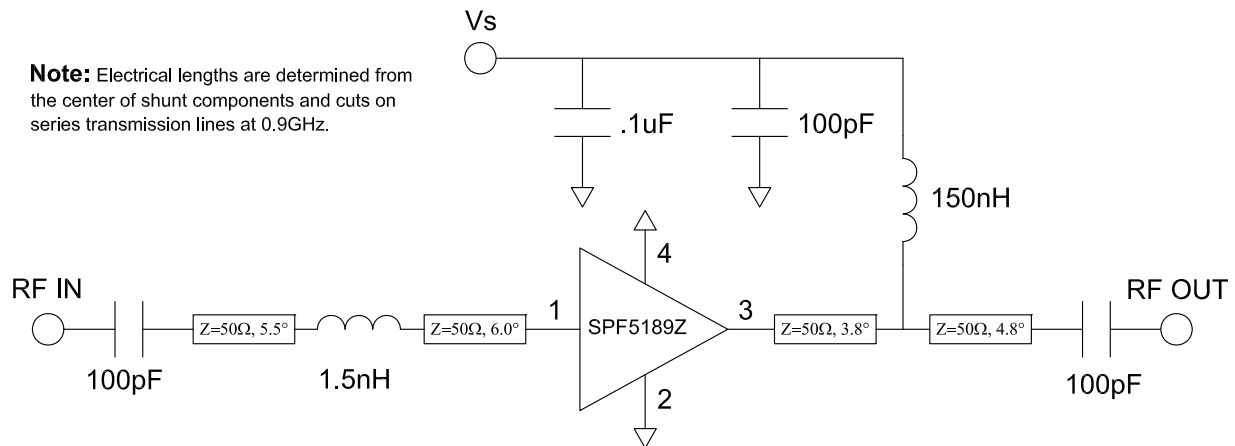 Vs
Note: Electrical lengths are determined from
the center of shunt components and cuts on
series transmission lines at 0.9GHz.
.1uF
100pF
150nH
4
RF IN
1
3
RF OUT
Z=50Ω, 5.5°
Z=50Ω, 6.0°
SPF5189Z
Z=50Ω, 3.8°
Z=50Ω, 4.8°
100pF
1.5nH
2
100pF